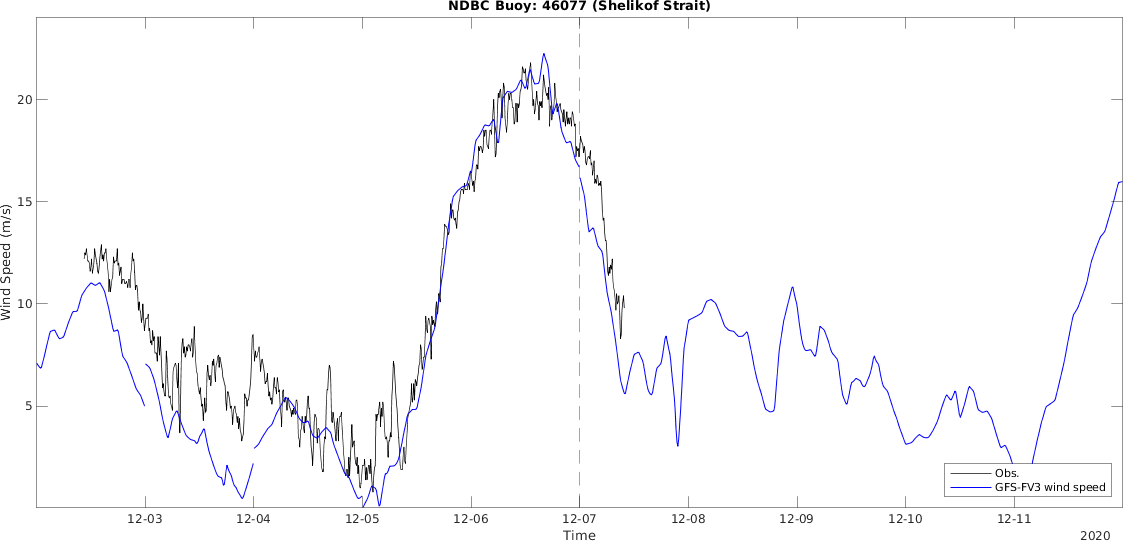 NDBC Buoy: 46077 (Shelikof Strait)
Wind Speed (m/s)
20
15
10
5
Obs.
GFS-FV3 wind speed
12-03 12-04 12-05 12-06 12-07 12-08 12-09 12-10 12-11
Time
2020